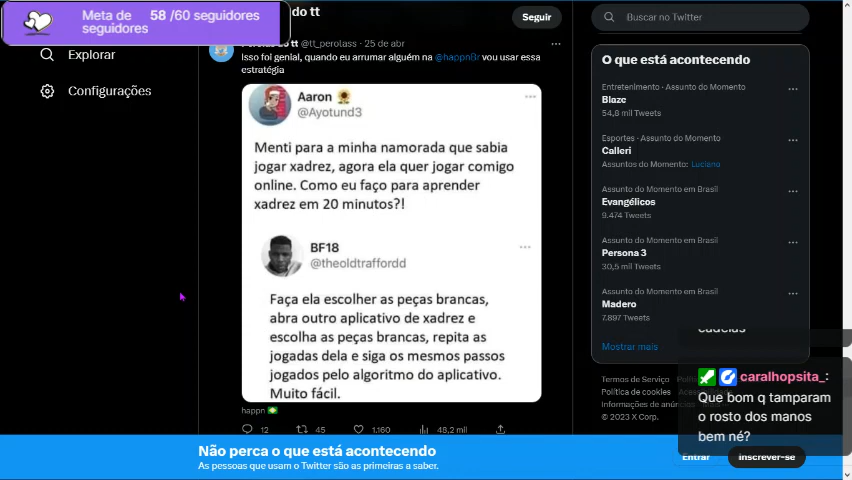 Meta de seguidores 58 /60 seguidores
do tt
Seguir
Buscar no Twitter
Explorar
Configurações
@tt_perolass · 25 de abr
Isso foi genial, quando eu arrumar alguém na @happnBr vou usar essa
estratégia
Aaron
@Ayotund3
Menti para a minha namorada que sabia
jogar xadrez, agora ela quer jogar comigo
online. Como eu faço para aprender
xadrez em 20 minutos?!
BF18
@theoldtraffordd
Faça ela escolher as peças brancas,
abra outro aplicativo de xadrez e
escolha as peças brancas, repita as
jogadas dela e siga os mesmos passos
jogados pelo algoritmo do aplicativo.
Muito fácil.
happn
12 45 1.160 48,2 mil
O que está acontecendo
Entretenimento · Assunto do Momento
Blaze
54,8 mil Tweets
Esportes · Assunto do Momento
Calleri
Assuntos do Momento: Luciano
Assunto do Momento em Brasil
Evangélicos
9.474 Tweets
Assunto do Momento em Brasil
Persona 3
30,5 mil Tweets
Assunto do Momento em Brasil
Madero
7.897 Tweets
Mostrar mais
Termos de Serviço
Política de cookies
Informações de
© 2023 X Corp.
caralhopsita_:
Que bom q tamparam
o rosto dos manos
bem né?
Não perca o que está acontecendo
As pessoas que usam o Twitter são as primeiras a saber.
Entrar
Inscrever-se